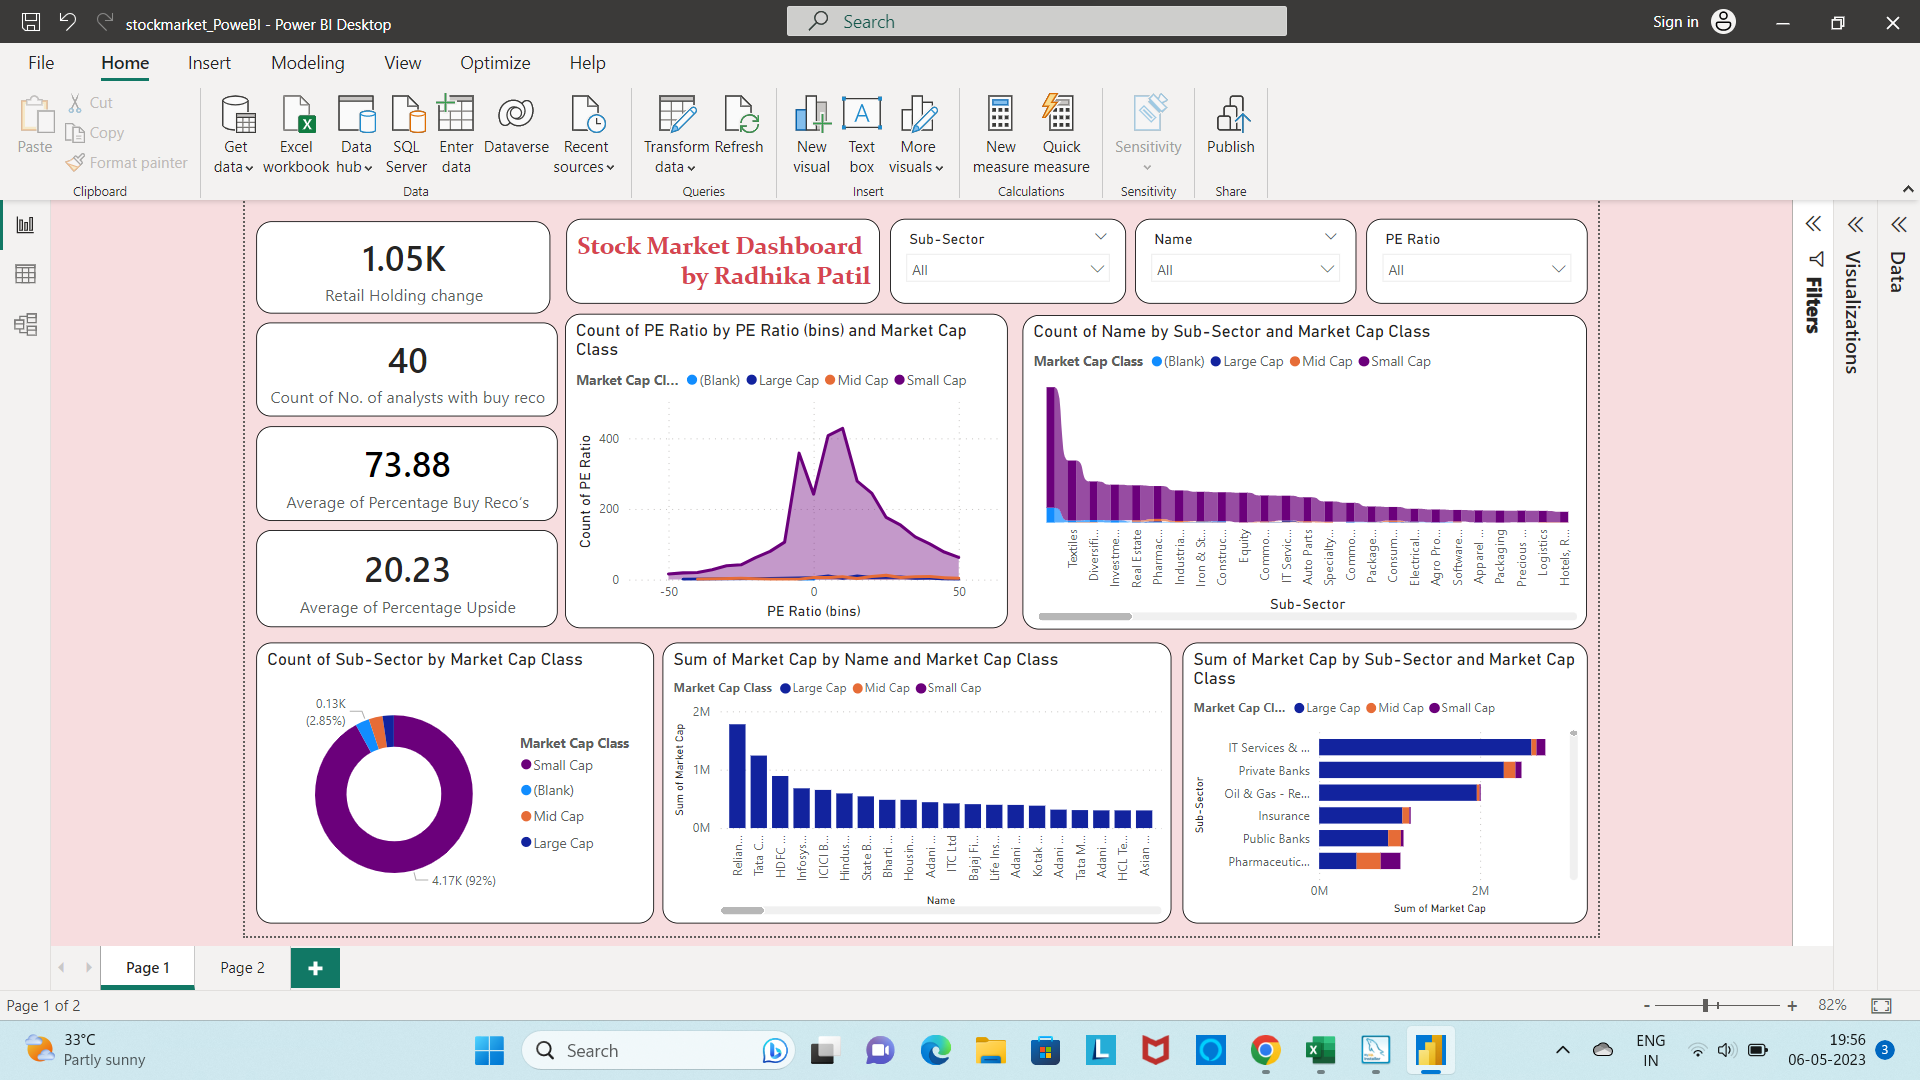 stockmarket_PoweBI - Power BI Desktop
Search
Sign in
File
Home
Insert
Modeling
View
Optimize
Help
Paste
Cut
Copy
Format painter
Clipboard
Get data
Excel workbook
Data hub
SQL Server
Enter data
Dataverse
Recent sources
Data
Transform data
Refresh
Queries
New visual
Text box
More visuals
Insert
New measure
Quick measure
Calculations
Sensitivity
Sensitivity
Publish
Share
1.05K
Retail Holding change
40
Count of No. of analysts with buy reco
73.88
Average of Percentage Buy Reco's
20.23
Average of Percentage Upside
Stock Market Dashboard
by Radhika Patil
Sub-Sector
All
Name
All
PE Ratio
All
Filters
Visualizations
Data
Count of PE Ratio by PE Ratio (bins) and Market Cap
Class
Market Cap Cl... (Blank) Large Cap Mid Cap Small Cap
Count of PE Ratio
400
200
0
-50 0 50
PE Ratio (bins)
Count of Name by Sub-Sector and Market Cap Class
Market Cap Class (Blank) Large Cap Mid Cap Small Cap
Textiles
Diversifi...
Investme...
Real Estate
Pharmac...
Industria...
Iron & St...
Construc...
Equity
Commo...
IT Servic...
Auto Parts
Specialty...
Commo...
Package...
Consum...
Electrical...
Agro Pro...
Software...
Apparel ...
Packaging
Precious ...
Logistics
Hotels, R...
Sub-Sector
Count of Sub-Sector by Market Cap Class
0.13K
(2.85%)
4.17K (92%)
Market Cap Class
Small Cap
(Blank)
Mid Cap
Large Cap
Sum of Market Cap by Name and Market Cap Class
Market Cap Class Large Cap Mid Cap Small Cap
Sum of Market Cap
2M
1M
0M
Relian...
Tata C...
HDFC ...
Infosys...
ICICI B...
Hindus...
State B...
Bharti ...
Housin...
Adani ...
ITC Ltd
Bajaj Fi...
Life Ins...
Adani ...
Kotak ...
Adani ...
Tata M...
Adani ...
HCL Te...
Asian ...
Name
Sum of Market Cap by Sub-Sector and Market Cap
Class
Market Cap Cl... Large Cap Mid Cap Small Cap
Sub-Sector
IT Services & ...
Private Banks
Oil & Gas - Re...
Insurance
Public Banks
Pharmaceutic...
0M 2M
Sum of Market Cap
Page 1
Page 2
Page 1 of 2
- + 82%
33°C
Partly sunny
Search
ENG
IN
19:56
06-05-2023
3